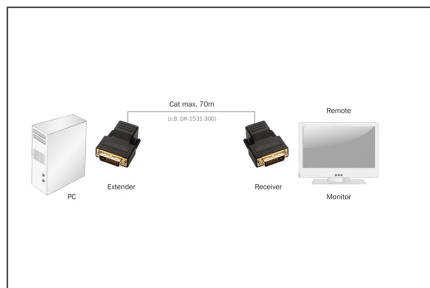 Cat max. 70m
(u.B. DK-1531-300)
Remote
Extender
Receiver
PC
Monitor